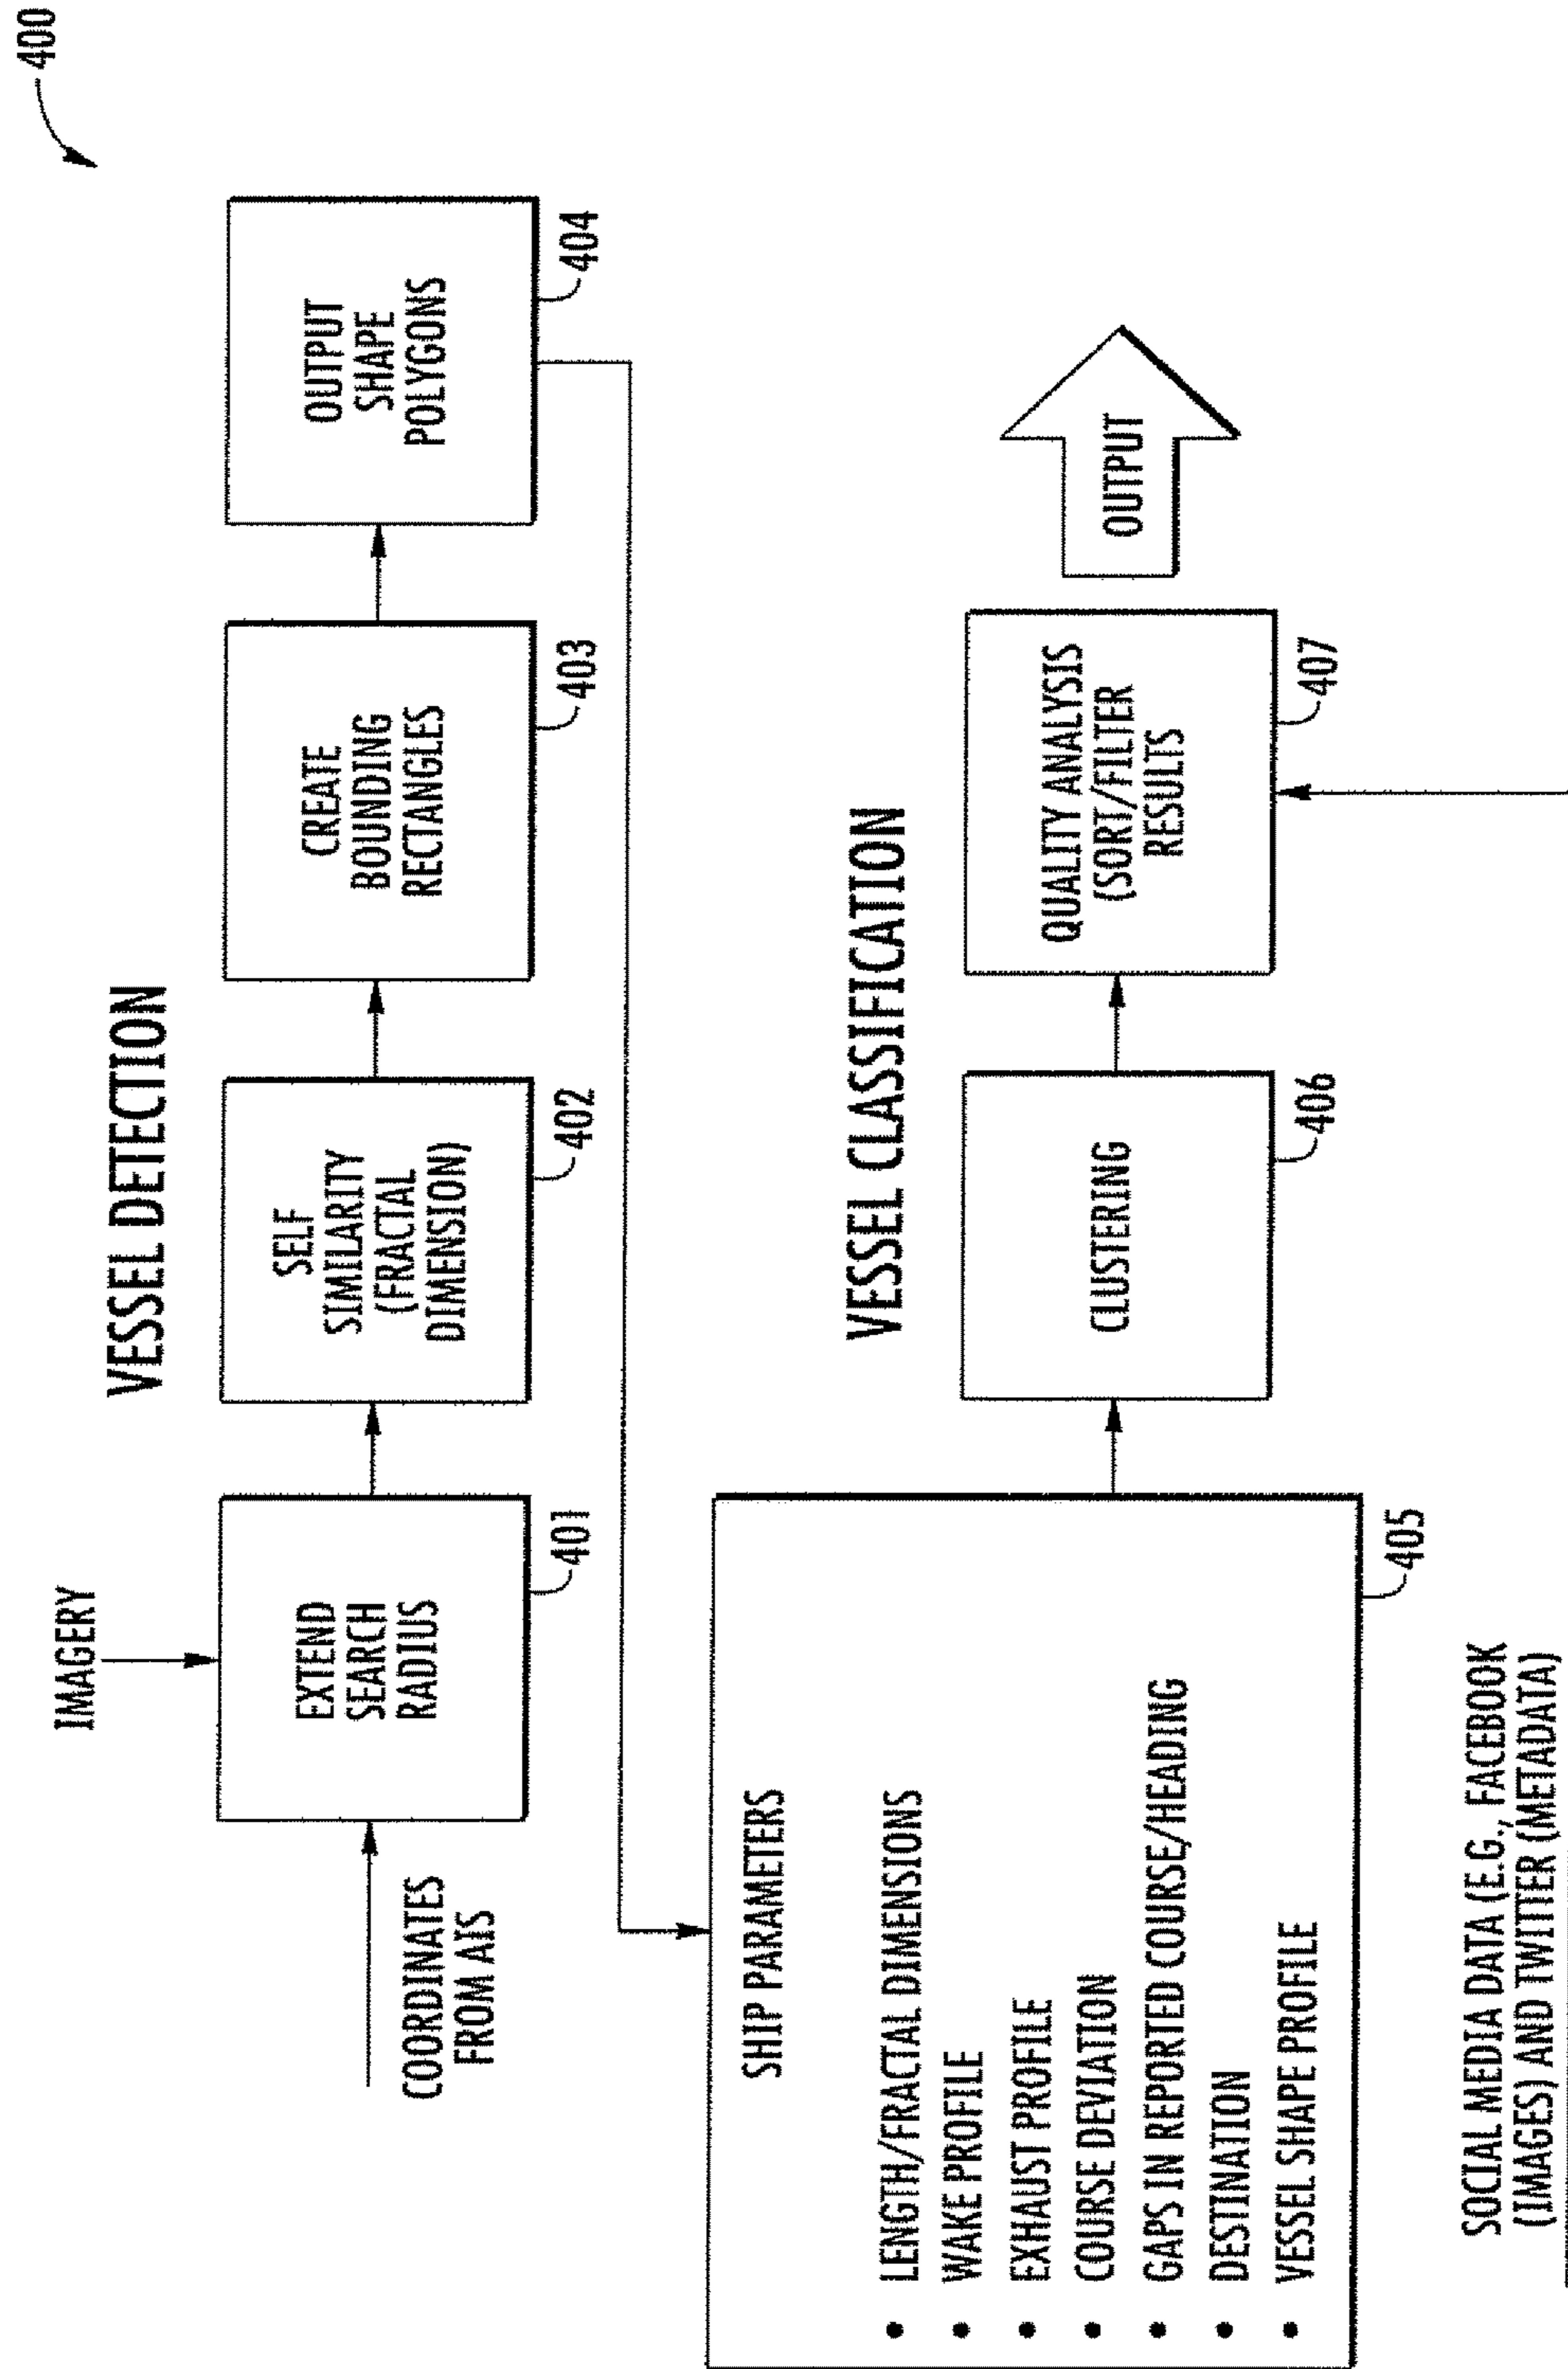 400
VESSEL DETECTION
IMAGERY
COORDINATES
FROM AIS
EXTEND
SEARCH
RADIUS
401
SELF
SIMILARITY
(FRACTAL
DIMENSION)
402
CREATE
BOUNDING
RECTANGLES
403
OUTPUT
SHAPE
POLYGONS
404
VESSEL CLASSIFICATION
SHIP PARAMETERS
• LENGTH/FRACTAL DIMENSIONS
• WAKE PROFILE
• EXHAUST PROFILE
• COURSE DEVIATION
• GAPS IN REPORTED COURSE/HEADING
• DESTINATION
• VESSEL SHAPE PROFILE
405
CLUSTERING
406
QUALITY ANALYSIS
(SORT/FILTER
RESULTS
407
OUTPUT
SOCIAL MEDIA DATA (E.G., FACEBOOK
(IMAGES) AND TWITTER (METADATA)